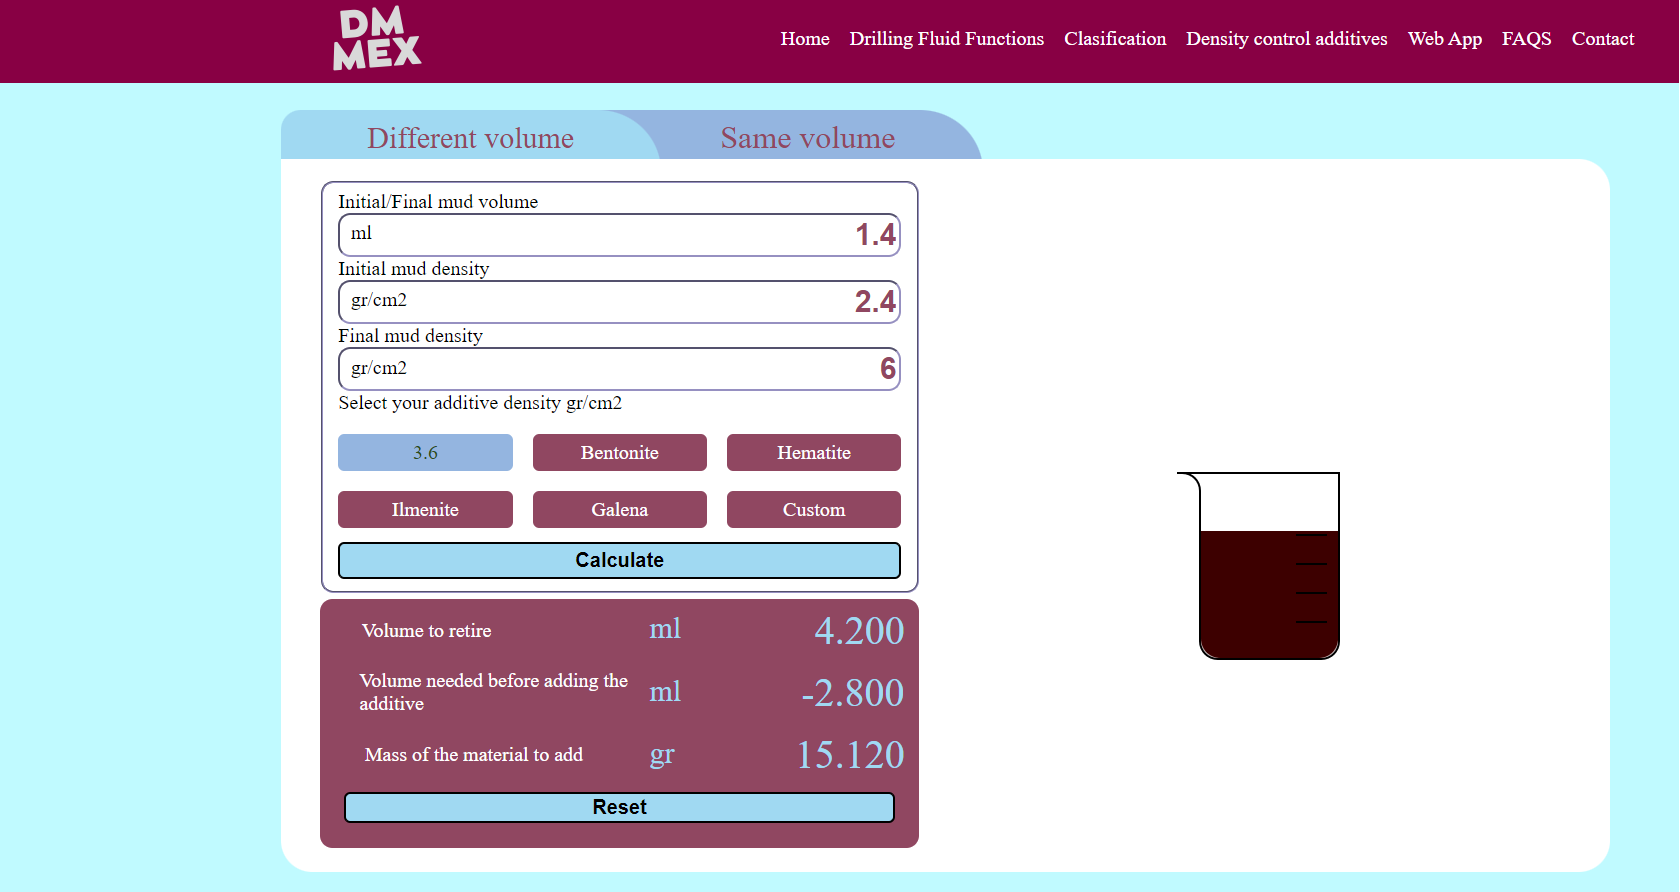 DM
MEX
Home Drilling Fluid Functions Clasification Density control additives Web App FAQS Contact
Different volume Same volume
Initial/Final mud volume
ml 1.4
Initial mud density
gr/cm2 2.4
Final mud density
gr/cm2 6
Select your additive density gr/cm2
3.6 Bentonite Hematite
Ilmenite Galena Custom
Calculate
Volume to retire ml 4.200
Volume needed before adding the
additive ml -2.800
Mass of the material to add gr 15.120
Reset